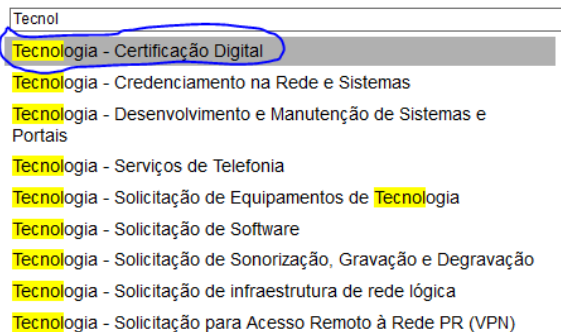 Tecnol
Tecnologia - Certificação Digital
Tecnologia - Credenciamento na Rede e Sistemas
Tecnologia - Desenvolvimento e Manutenção de Sistemas e
Portais
Tecnologia - Serviços de Telefonia
Tecnologia - Solicitação de Equipamentos de Tecnologia
Tecnologia - Solicitação de Software
Tecnologia - Solicitação de Sonorização, Gravação e Degravação
Tecnologia - Solicitação de infraestrutura de rede lógica
Tecnologia - Solicitação para Acesso Remoto à Rede PR (VPN)